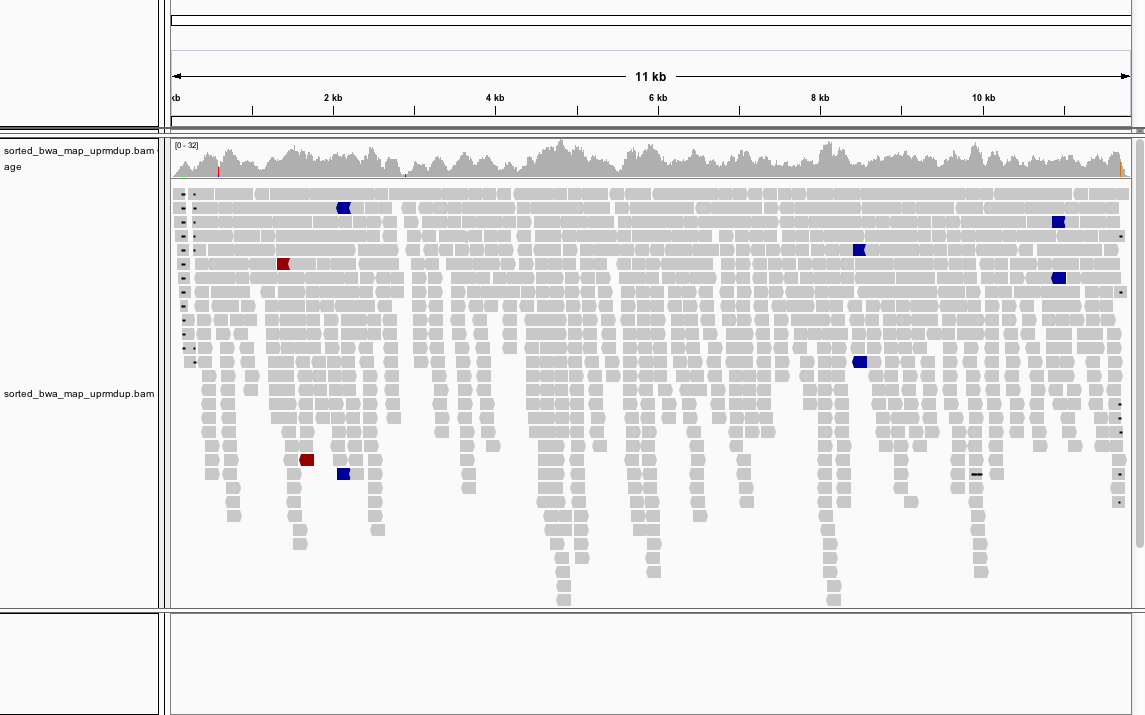 11 kb
kb
2 kb
4 kb
6 kb
8 kb
10 kb
sorted_bwa_map_uprmdup.bam
age
[0 - 32]
sorted_bwa_map_uprmdup.bam